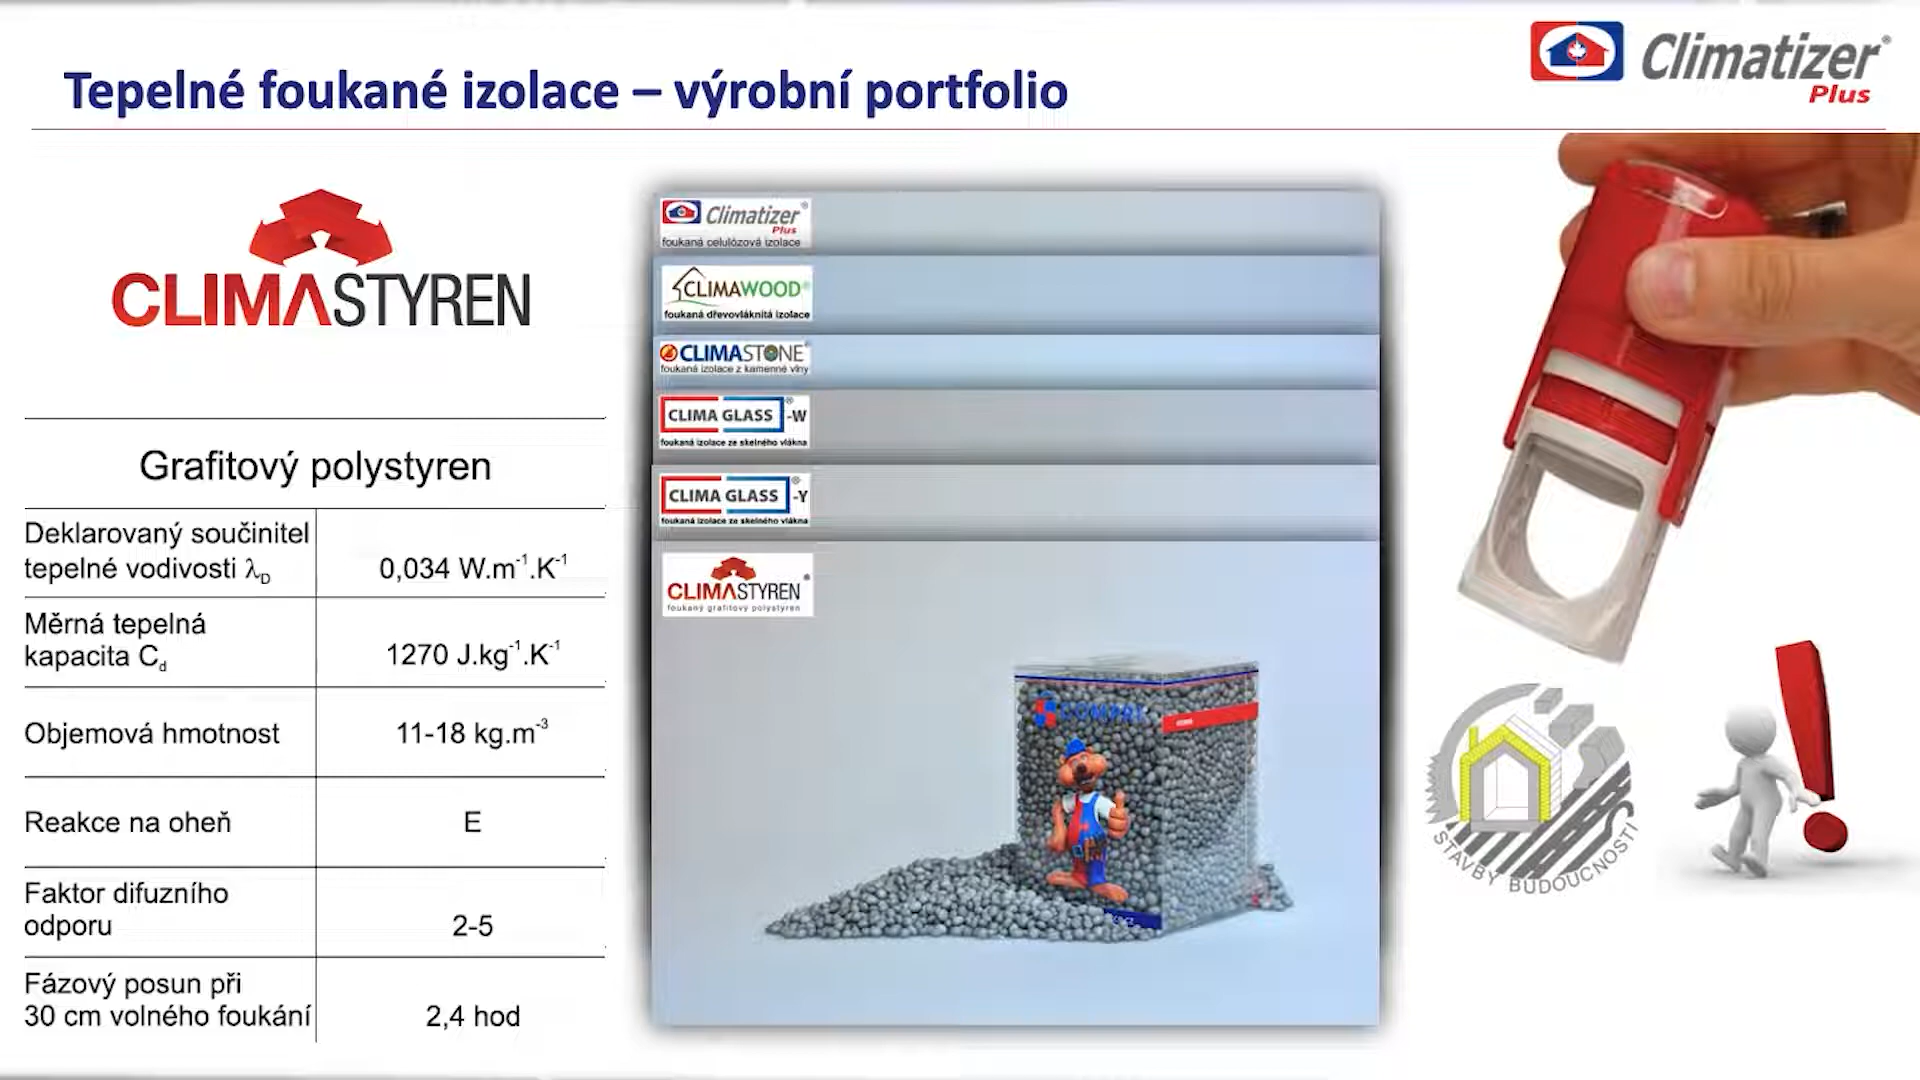 Tepelné foukané izolace – výrobní portfolio
Climatizer®
Plus
CLIMASTYREN
Grafitový polystyren
Deklarovaný součinitel
tepelné vodivosti λD
0,034 W.m-1.K-1
Měrná tepelná
kapacita Cd
1270 J.kg-1.K-1
Objemová hmotnost
11-18 kg.m-3
Reakce na oheň
E
Faktor difuzního
odporu
2-5
Fázový posun při
30 cm volného foukání
2,4 hod
Climatizer®
Plus
foukaná celulózová izolace
CLIMAWOOD®
foukaná dřevovláknitá izolace
CLIMASTONE®
foukaná izolace z kamenné vlny
CLIMA GLASS®-W
foukaná izolace ze skelného vlákna
CLIMA GLASS®-Y
foukaná izolace ze skelného vlákna
CLIMASTYREN®
foukaný grafitový polystyren
STAVBY BUDOUCNOSTI